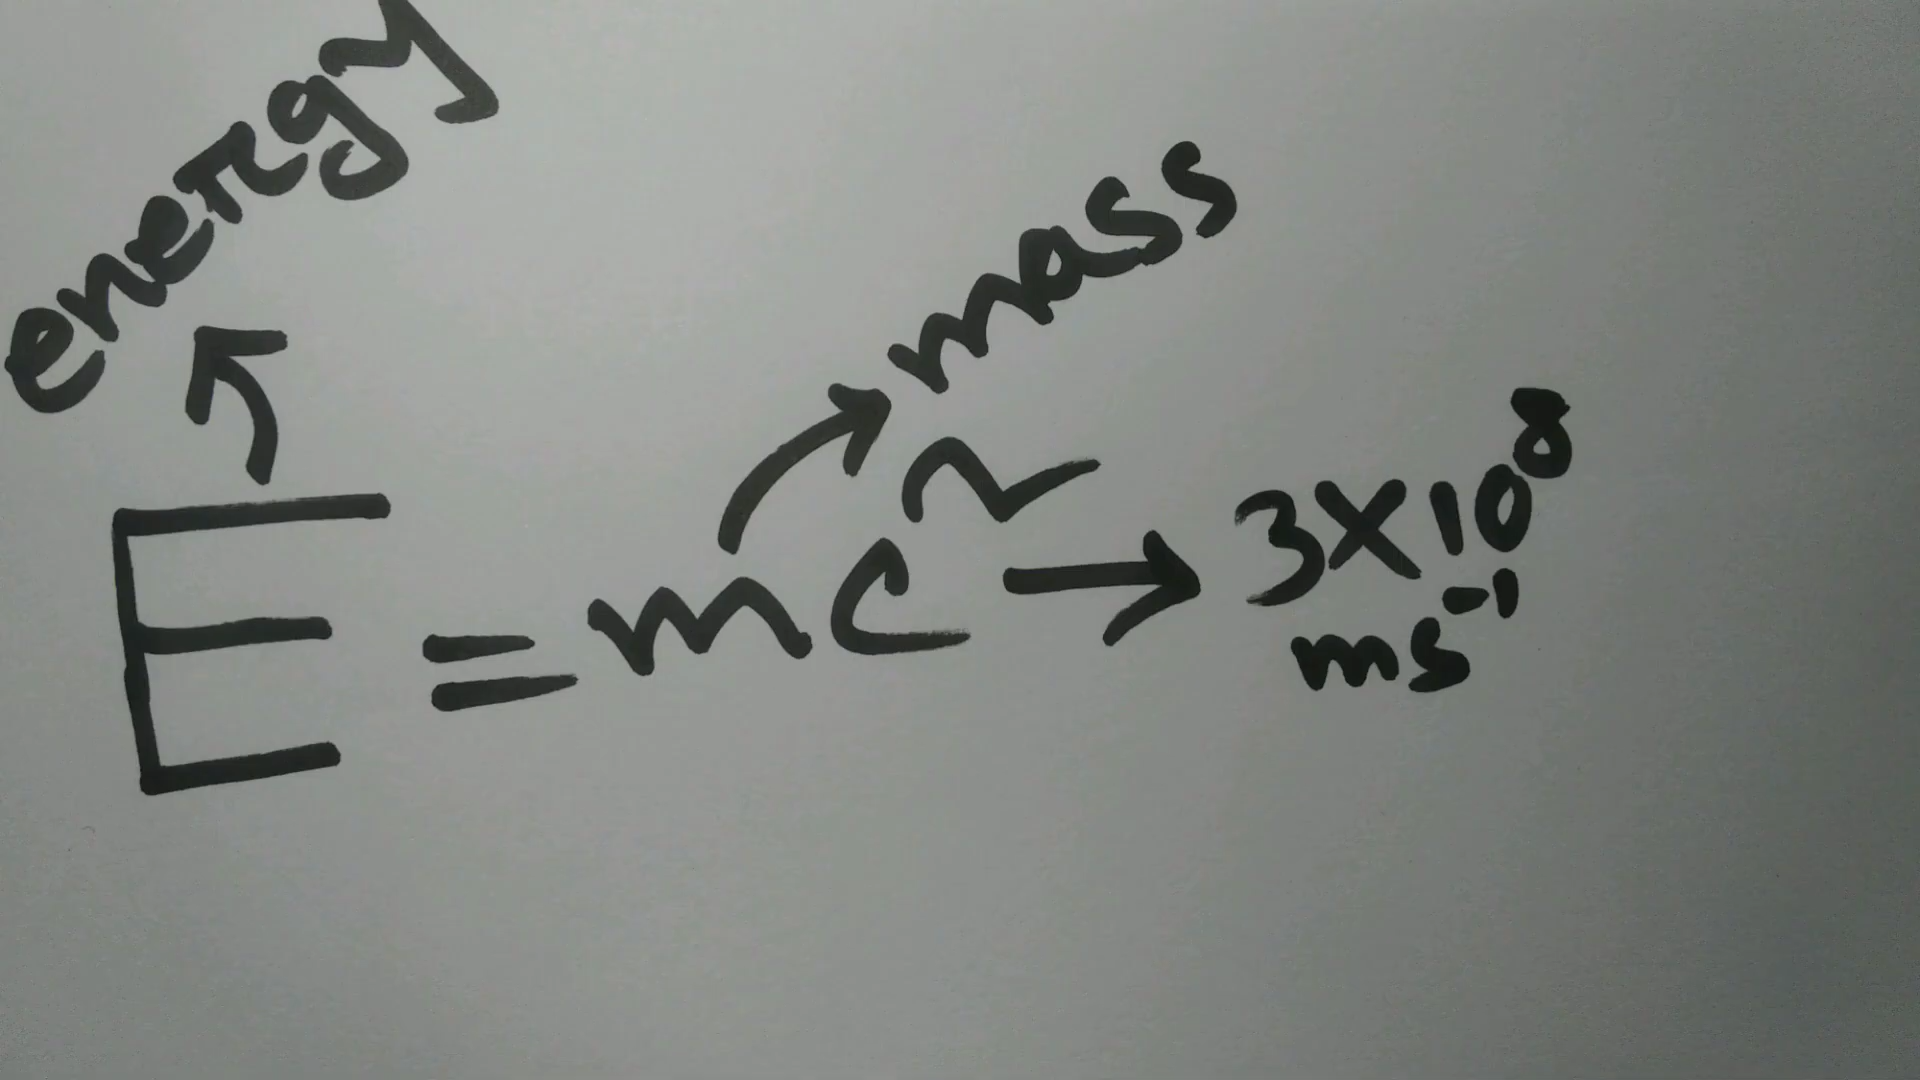 energy
mass
E = mc² → 3×10⁸
ms⁻¹